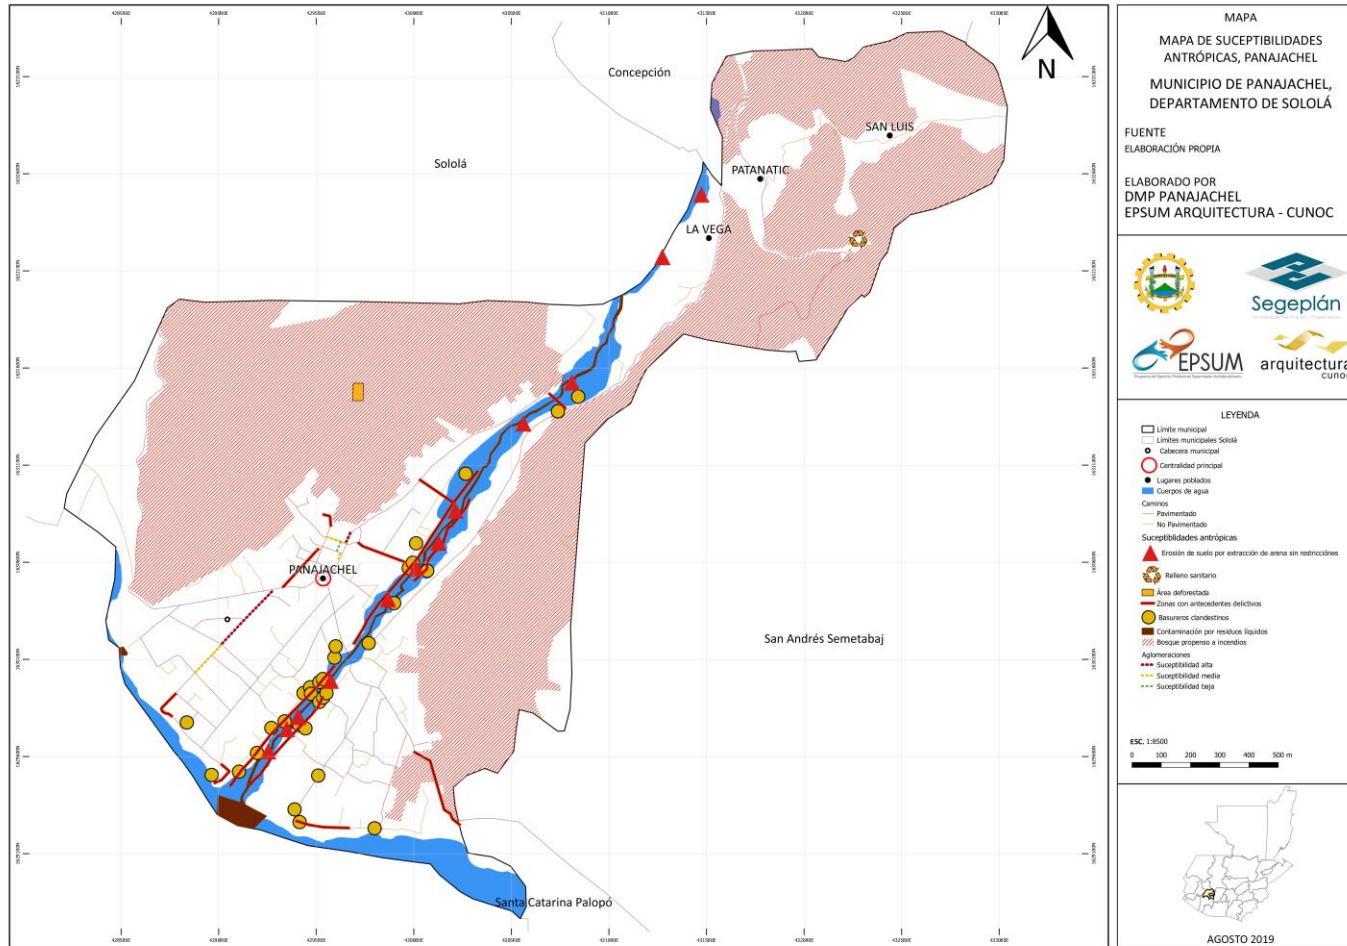 MAPA
MAPA DE SUCEPTIBILIDADES
ANTRÓPICAS, PANAJACHEL
MUNICIPIO DE PANAJACHEL,
DEPARTAMENTO DE SOLOLÁ
FUENTE
ELABORACIÓN PROPIA
ELABORADO POR
DMP PANAJACHEL
EPSUM ARQUITECTURA - CUNOC
Segeplán
EPSUM
arquitectura
cunoc
LEYENDA
Límite municipal
Límites municipales Sololá
Cabecera municipal
Centralidad principal
Lugares poblados
Cuerpos de agua
Caminos
Pavimentado
No Pavimentado
Suceptiblidades antrópicas
Erosión de suelo por extracción de arena sin restricciónes
Relleno sanitario
Área deforestada
Zonas con antecedentes delictivos
Basureros clandestinos
Contaminación por residuos líquidos
Bosque propenso a incendios
Aglomeraciones
Suceptibilidad alta
Suceptibilidad media
Suceptibilidad baja
ESC. 1:8500
0 100 200 300 400 500 m
AGOSTO 2019
N
Concepción
Sololá
SAN LUIS
PATANATIC
LA VEGA
PANAJACHEL
San Andrés Semetabaj
Santa Catarina Palopó